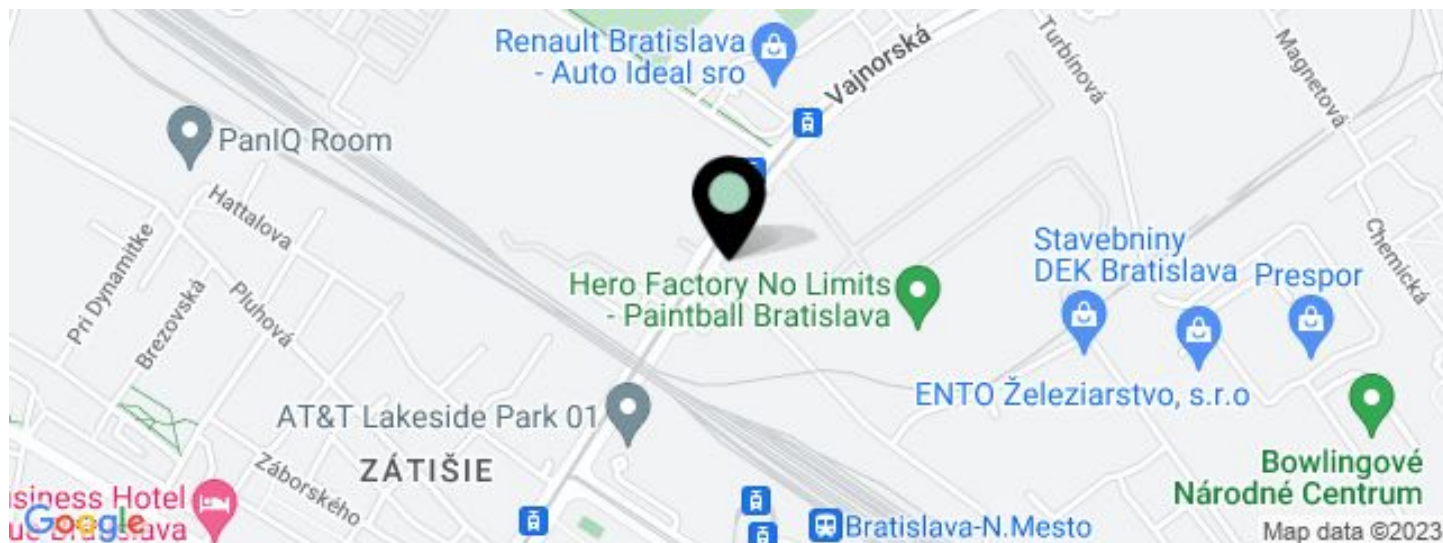 Renault Bratislava
- Auto Ideal sro
Vajnorská
Turbínová
Magnetová
PanIQ Room
Hattalova
Pri Dynamitke
Brezovská
Pluhová
Hero Factory No Limits
- Paintball Bratislava
Stavebniny
DEK Bratislava
Prespor
Chemická
ENTO Železiarstvo, s.r.o
AT&T Lakeside Park 01
ZÁTIŠIE
Záborského
Bowlingové
Národné Centrum
Hotel
Google
Bratislava-N.Mesto
Map data ©2023